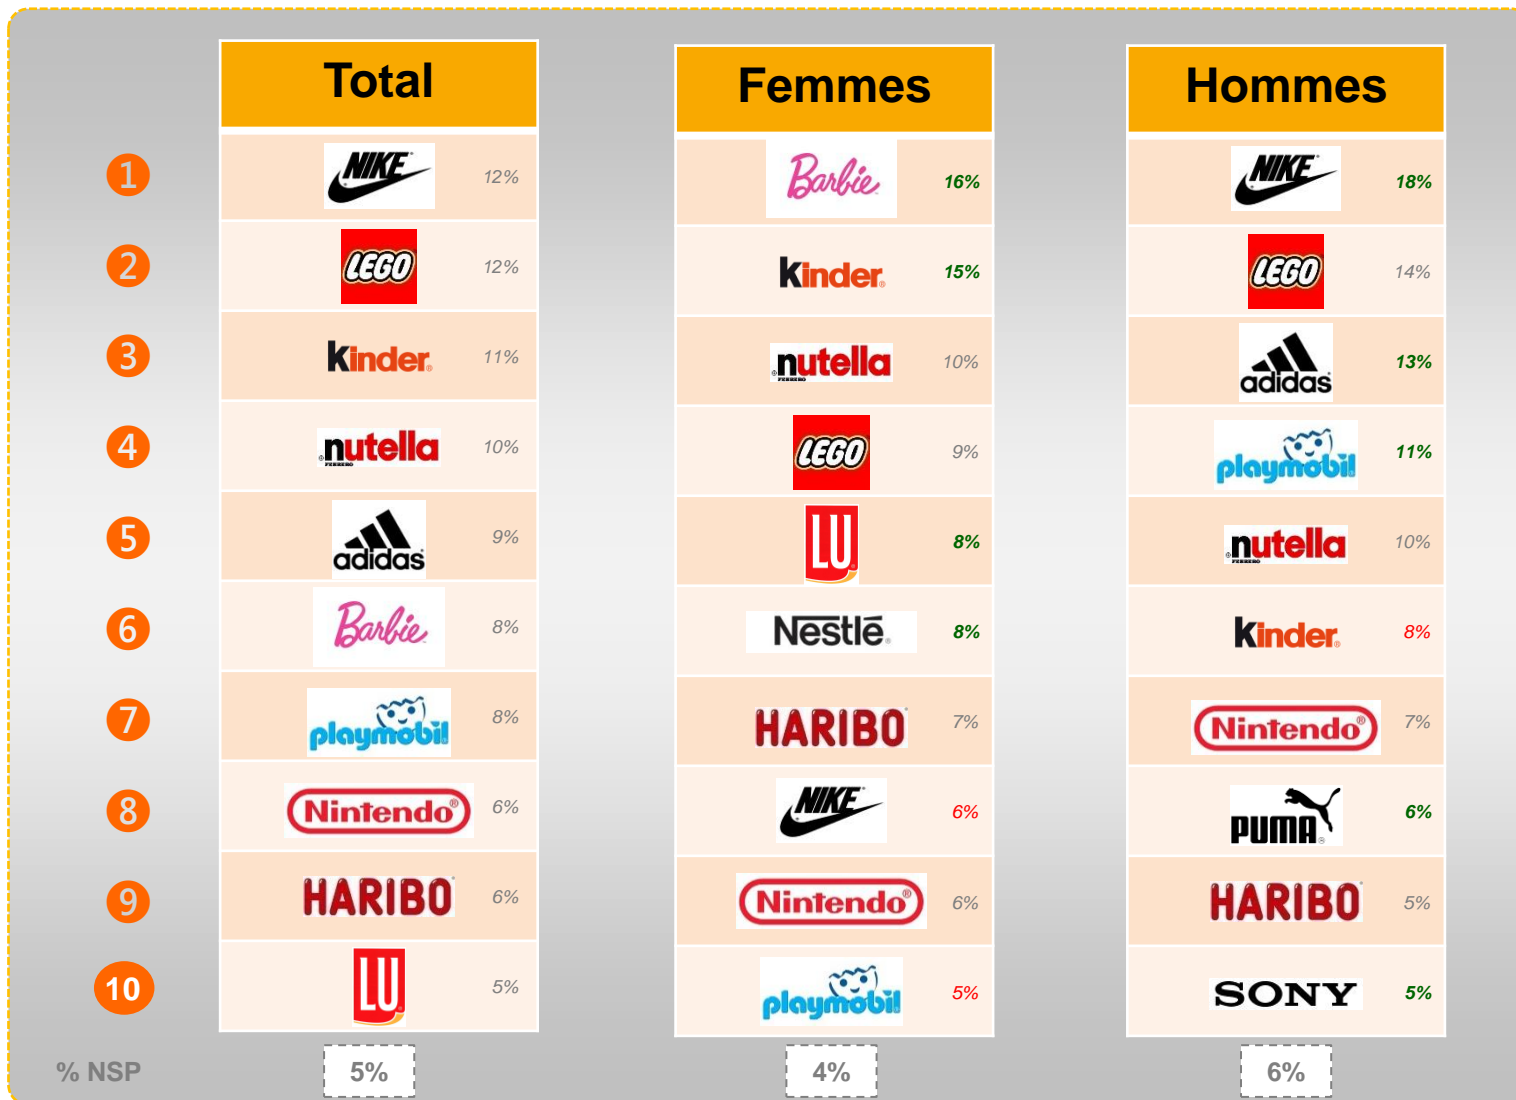 Total
Femmes
Hommes
1
NIKE
12%
Barbie
16%
NIKE
18%
2
LEGO
12%
kinder
15%
LEGO
14%
3
kinder
11%
nutella
FERRERO
10%
adidas
13%
4
nutella
FERRERO
10%
LEGO
9%
playmobil
11%
5
adidas
9%
LU
8%
nutella
FERRERO
10%
6
Barbie
8%
Nestlé
8%
kinder
8%
7
playmobil
8%
HARIBO
7%
Nintendo®
7%
8
Nintendo®
6%
NIKE
6%
PUMA
6%
9
HARIBO
6%
Nintendo®
6%
HARIBO
5%
10
LU
5%
playmobil
5%
SONY
5%
% NSP
5%
4%
6%